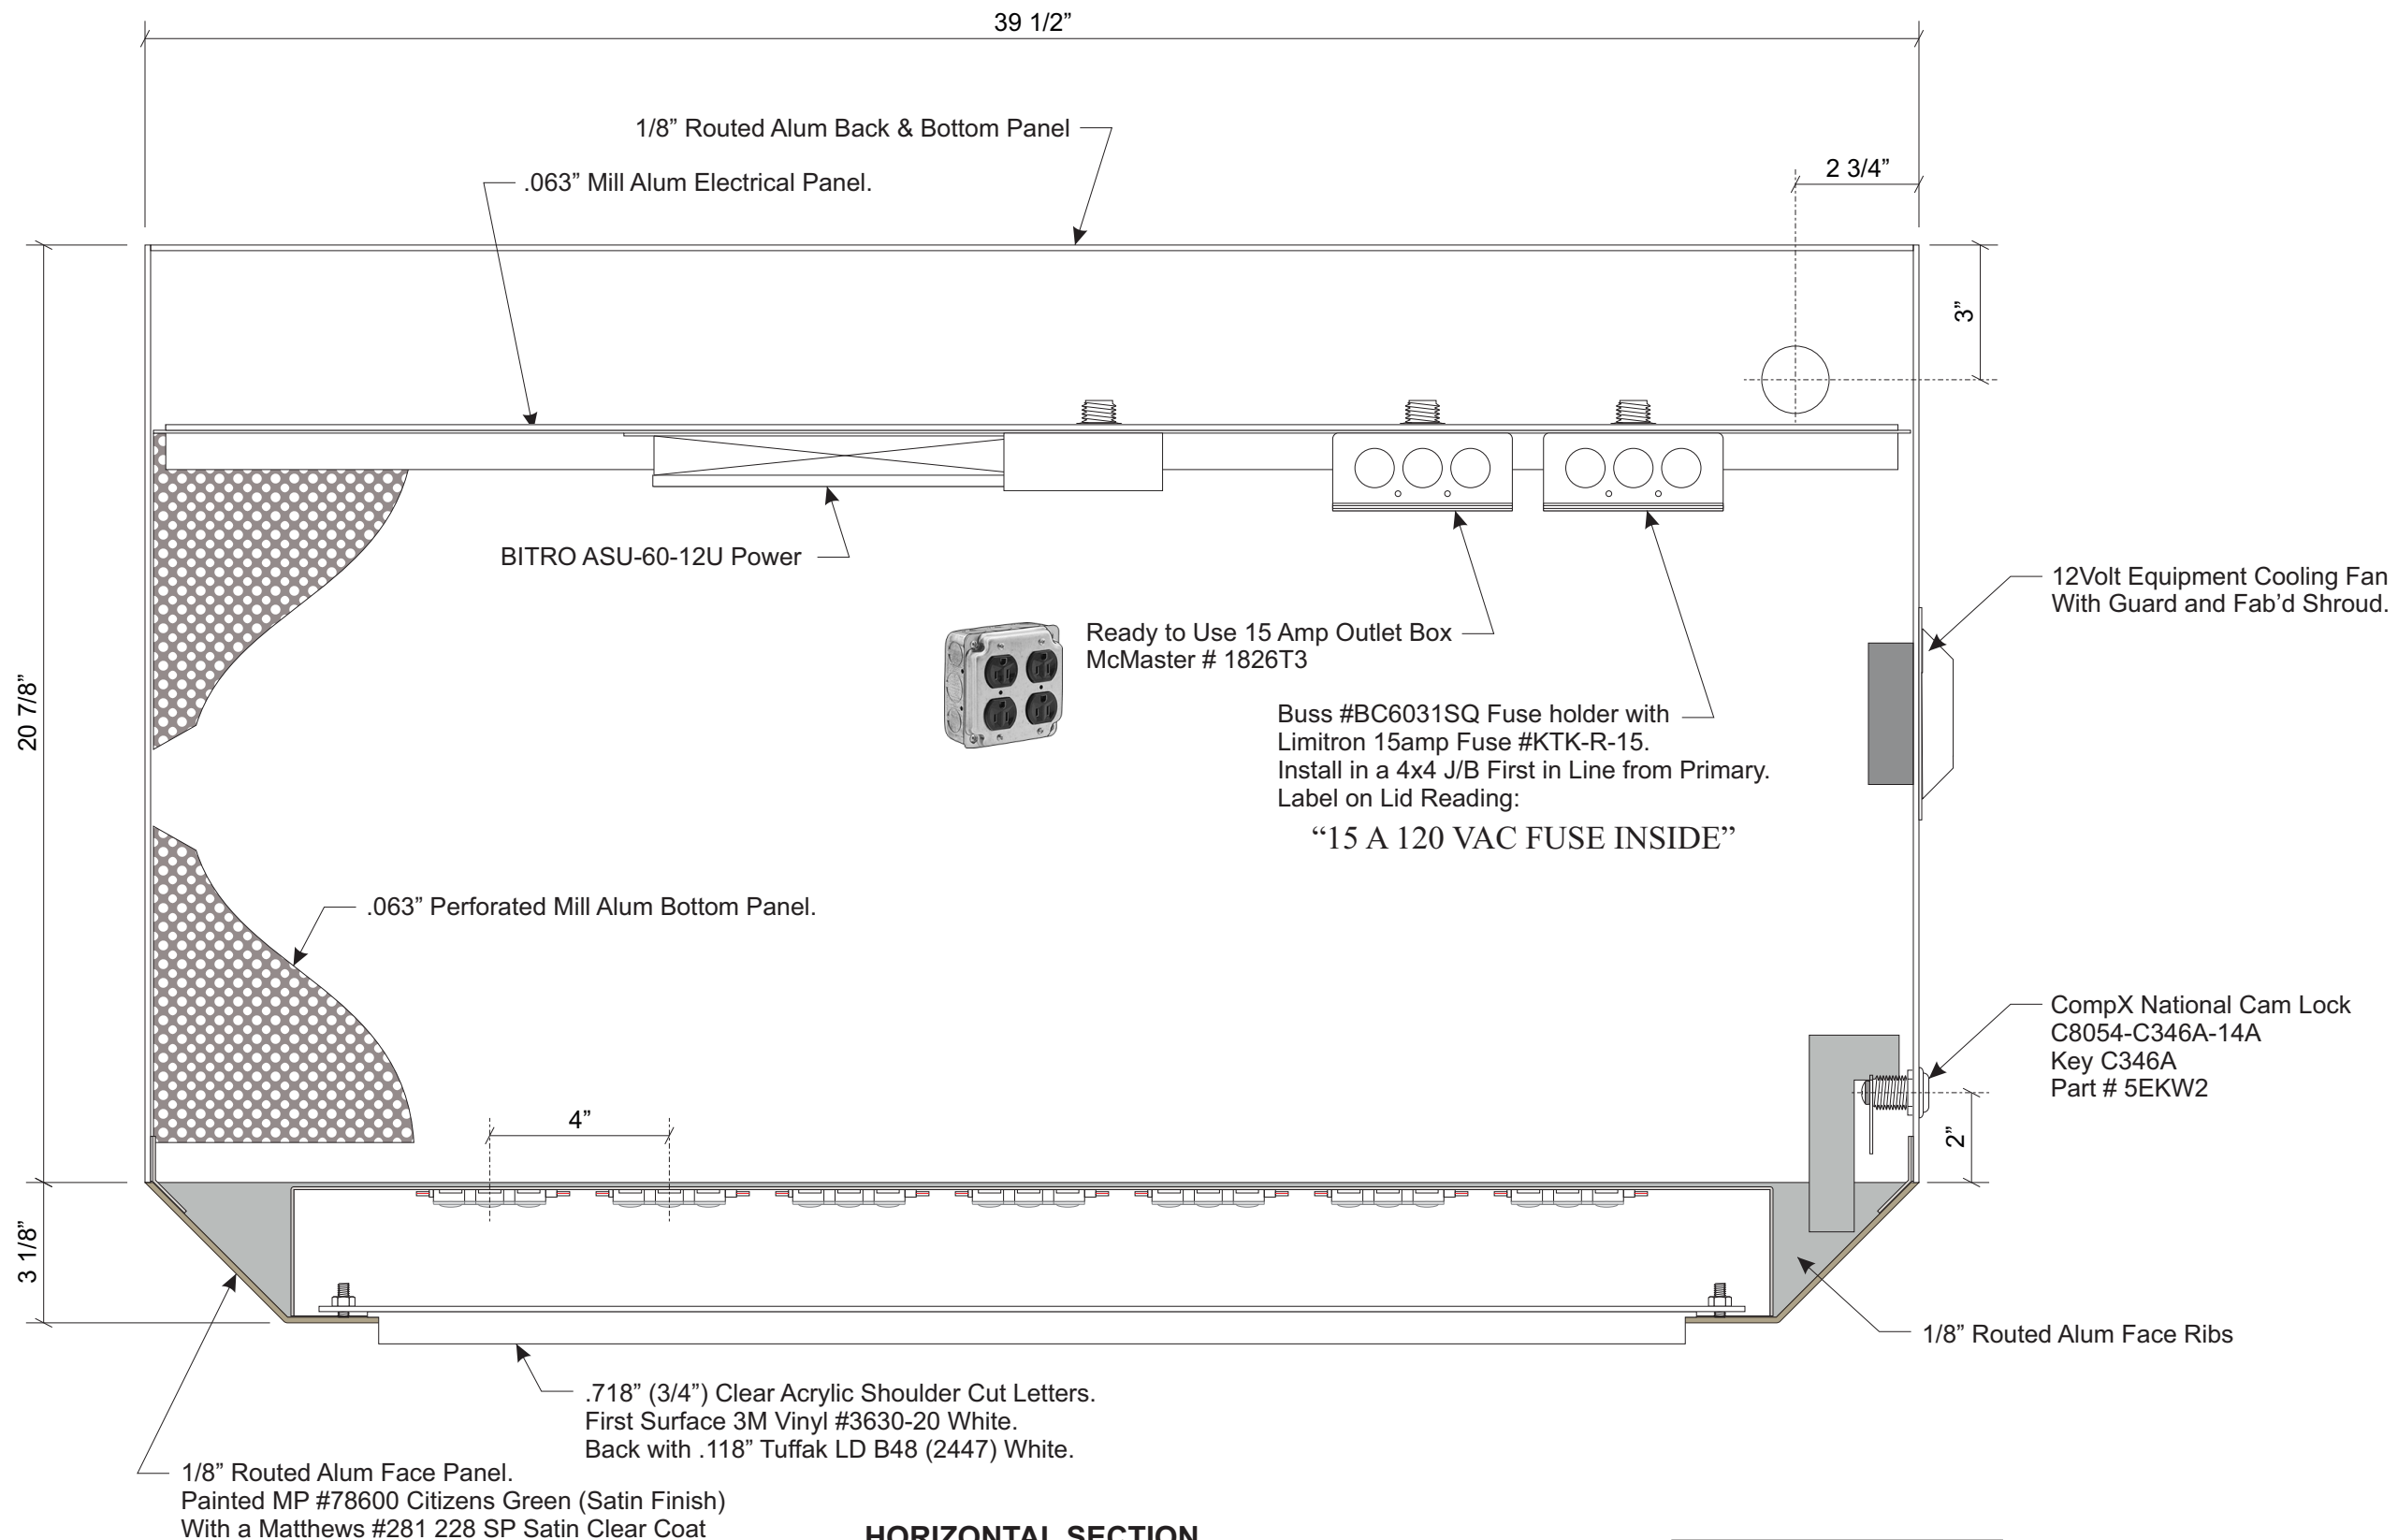 39 1/2”
1/8” Routed Alum Back & Bottom Panel
.063” Mill Alum Electrical Panel.
2 3/4”
3”
BITRO ASU-60-12U Power
12Volt Equipment Cooling Fan
With Guard and Fab’d Shroud.
Ready to Use 15 Amp Outlet Box
McMaster # 1826T3
20 7/8”
Buss #BC6031SQ Fuse holder with
Limitron 15amp Fuse #KTK-R-15.
Install in a 4x4 J/B First in Line from Primary.
Label on Lid Reading:
“15 A 120 VAC FUSE INSIDE”
.063” Perforated Mill Alum Bottom Panel.
CompX National Cam Lock
C8054-C346A-14A
Key C346A
Part # 5EKW2
4”
2”
3 1/8”
1/8” Routed Alum Face Ribs
.718” (3/4”) Clear Acrylic Shoulder Cut Letters.
First Surface 3M Vinyl #3630-20 White.
Back with .118” Tuffak LD B48 (2447) White.
1/8” Routed Alum Face Panel.
Painted MP #78600 Citizens Green (Satin Finish)
With a Matthews #281 228 SP Satin Clear Coat
HORIZONTAL SECTION